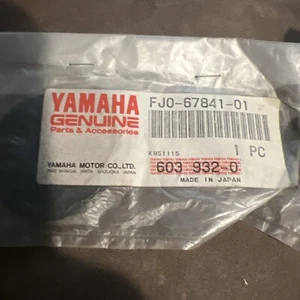 YAMAHA
GENUINE
Parts & Accessories
YAMAHA MOTOR CO., LTD.
FJ0-67841-01
1 PC
603 932-0
MADE IN JAPAN